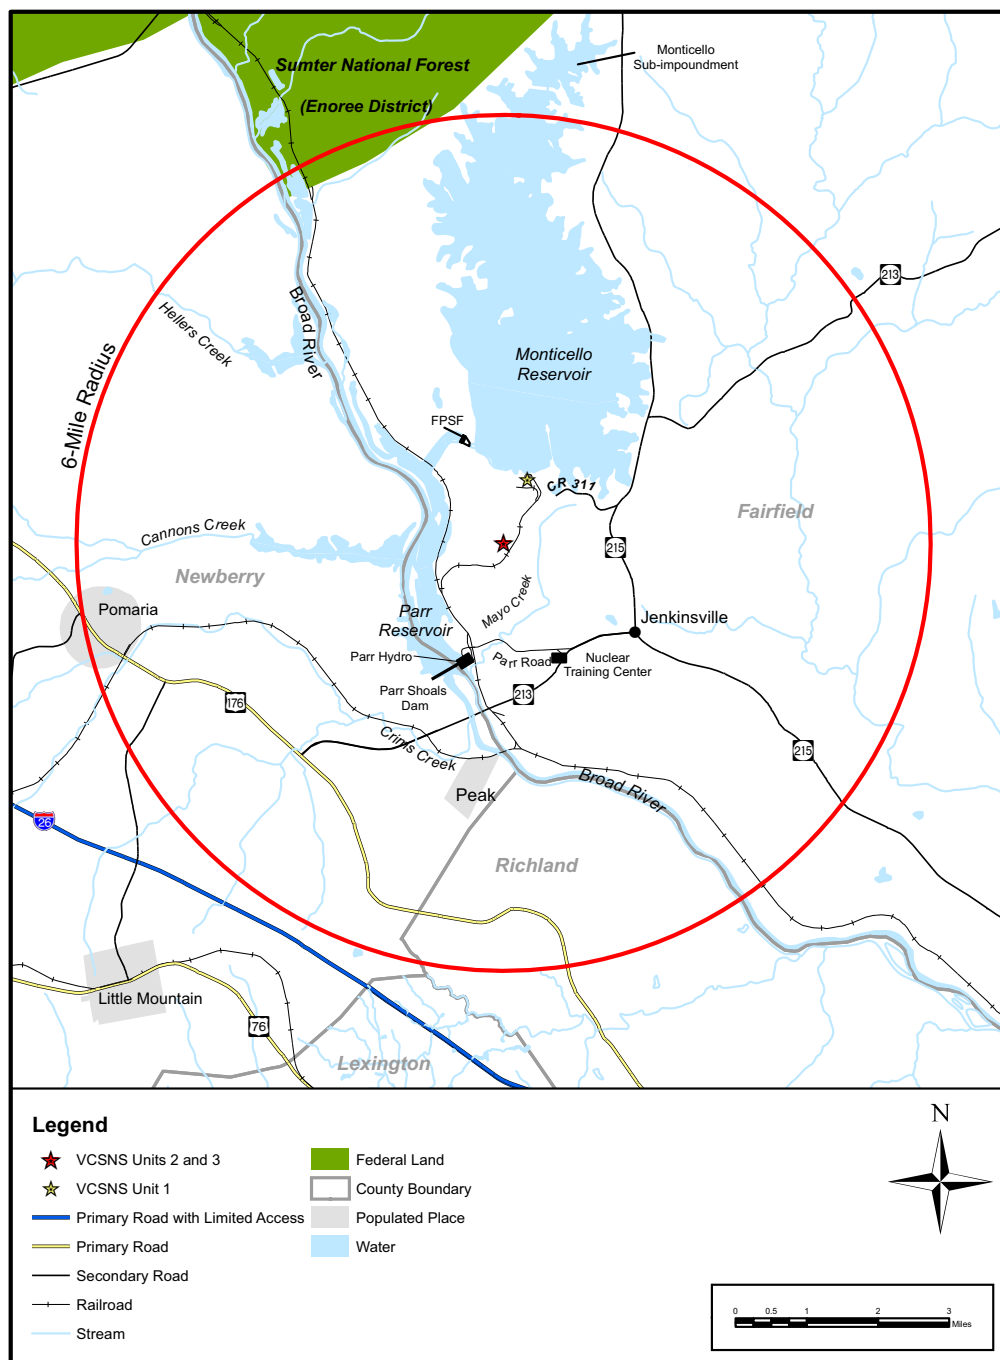 Monticello
Sub-impoundment
Sumter National Forest
(Enoree District)
213
Broad River
Hellers Creek
6-Mile Radius
Monticello
Reservoir
FPSF
CR 311
Fairfield
Cannons Creek
215
Newberry
Pomaria
Mayo Creek
Parr
Reservoir
Jenkinsville
Parr Hydro
Parr Road
Nuclear
Training Center
Parr Shoals
Dam
213
176
Crims Creek
215
Peak
Broad River
26
Richland
Little Mountain
76
Lexington
Legend
VCSNS Units 2 and 3
VCSNS Unit 1
Primary Road with Limited Access
Primary Road
Secondary Road
Railroad
Stream
Federal Land
County Boundary
Populated Place
Water
N
0 0.5 1 2 3
Miles